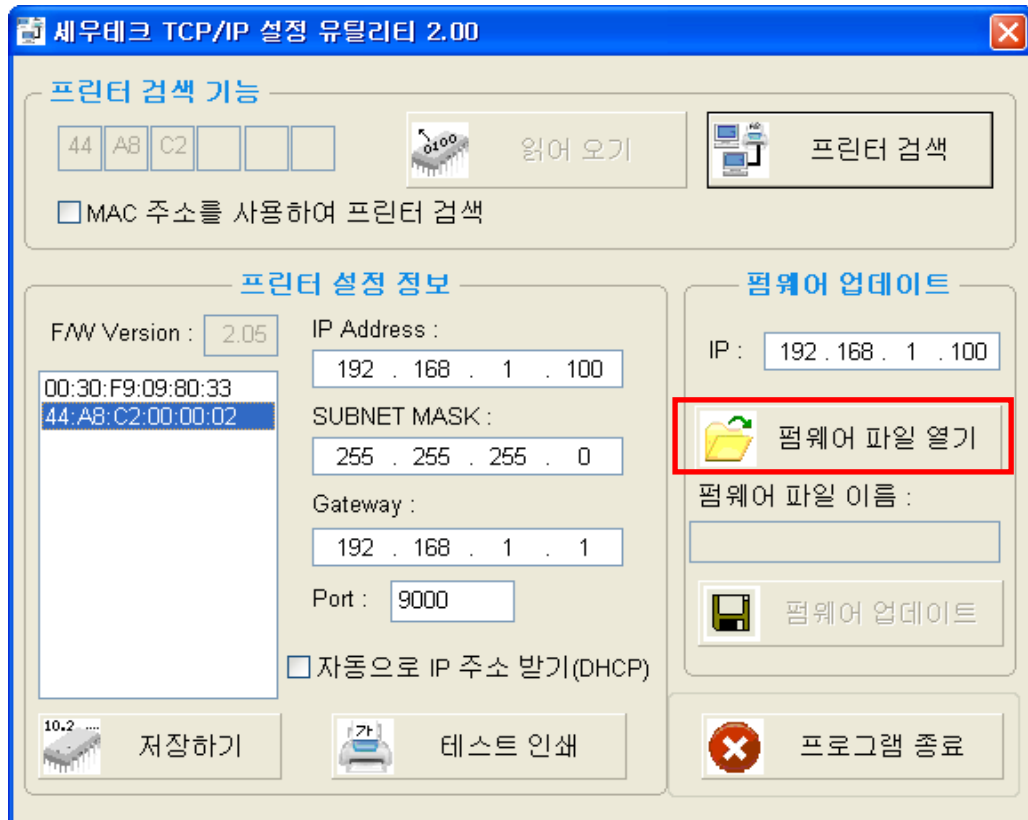 세우테크 TCP/IP 설정 유틸리티 2.00
프린터 검색 기능
44 A8 C2
0100
읽어 오기
프린터 검색
MAC 주소를 사용하여 프린터 검색
프린터 설정 정보
F/W Version : 2.05
00:30:F9:09:80:33
44:A8:C2:00:00:02
IP Address :
192 . 168 . 1 . 100
SUBNET MASK :
255 . 255 . 255 . 0
Gateway :
192 . 168 . 1 . 1
Port : 9000
자동으로 IP 주소 받기(DHCP)
10.2 ....
저장하기
가
테스트 인쇄
펌웨어 업데이트
IP : 192 . 168 . 1 . 100
펌웨어 파일 열기
펌웨어 파일 이름 :
펌웨어 업데이트
프로그램 종료